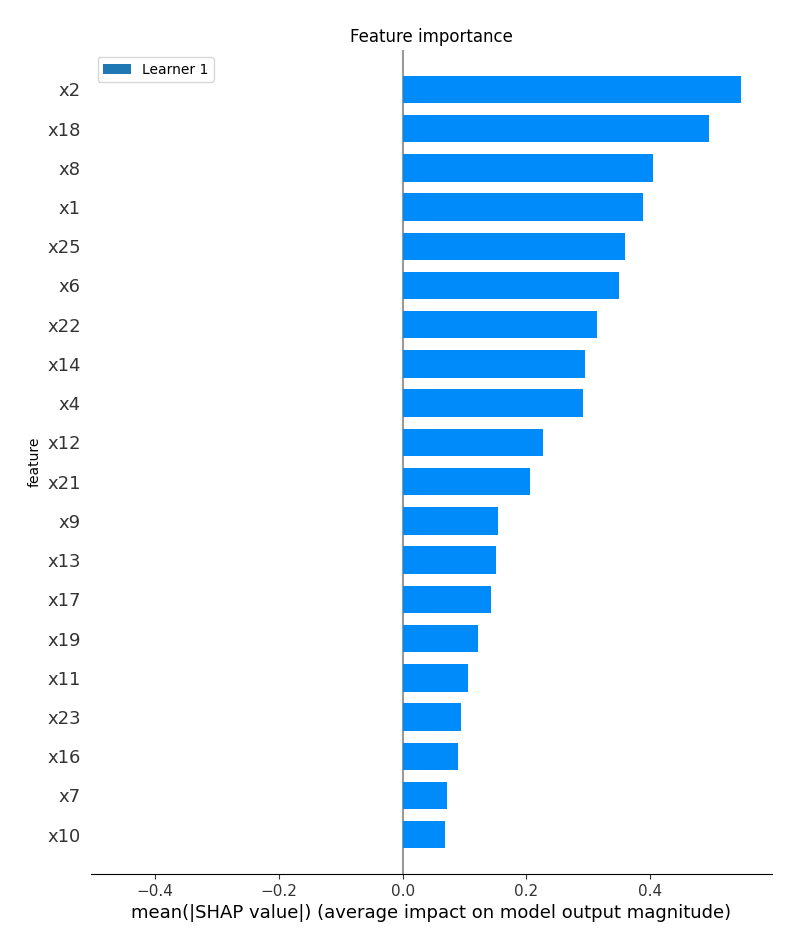 Feature importance
Learner 1
x2
x18
x8
x1
x25
x6
x22
x14
x4
x12
x21
x9
x13
x17
x19
x11
x23
x16
x7
x10
feature
−0.4 −0.2 0.0 0.2 0.4
mean(|SHAP value|) (average impact on model output magnitude)